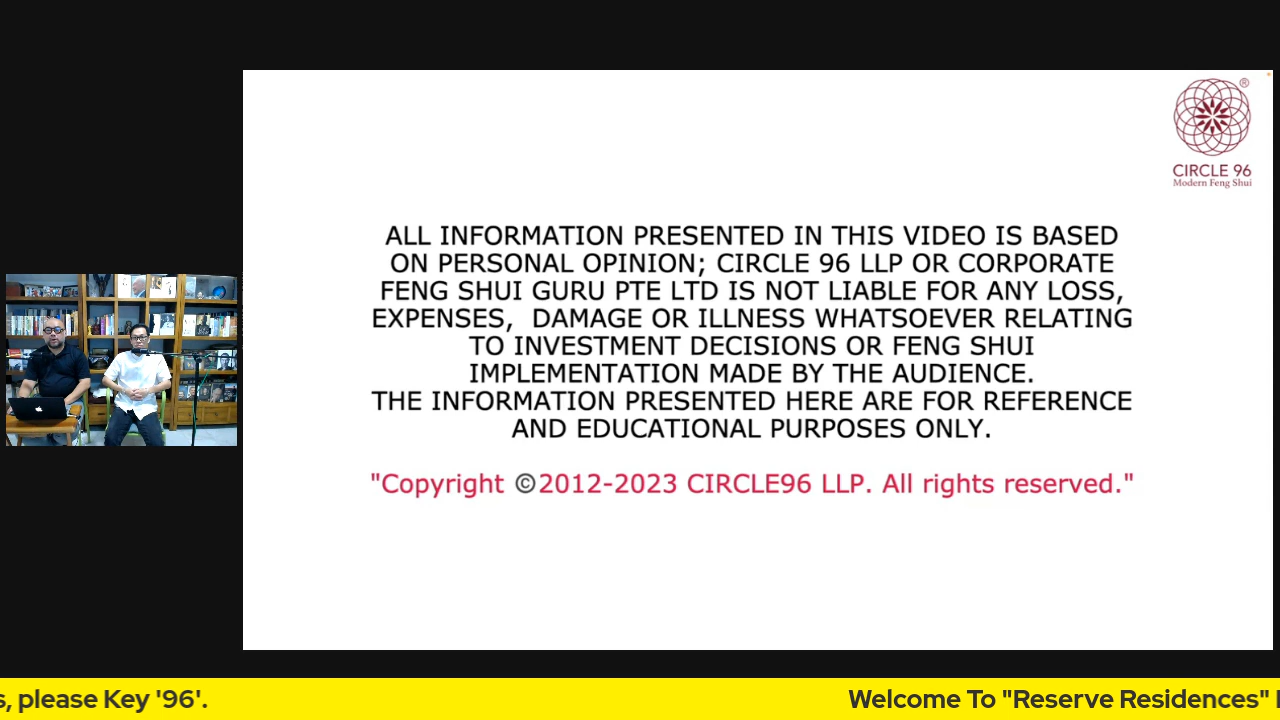 ®
CIRCLE 96
Modern Feng Shui
ALL INFORMATION PRESENTED IN THIS VIDEO IS BASED
ON PERSONAL OPINION; CIRCLE 96 LLP OR CORPORATE
FENG SHUI GURU PTE LTD IS NOT LIABLE FOR ANY LOSS,
EXPENSES, DAMAGE OR ILLNESS WHATSOEVER RELATING
TO INVESTMENT DECISIONS OR FENG SHUI
IMPLEMENTATION MADE BY THE AUDIENCE.
THE INFORMATION PRESENTED HERE ARE FOR REFERENCE
AND EDUCATIONAL PURPOSES ONLY.
"Copyright ©2012-2023 CIRCLE96 LLP. All rights reserved."
s, please Key '96'. Welcome To "Reserve Residences"